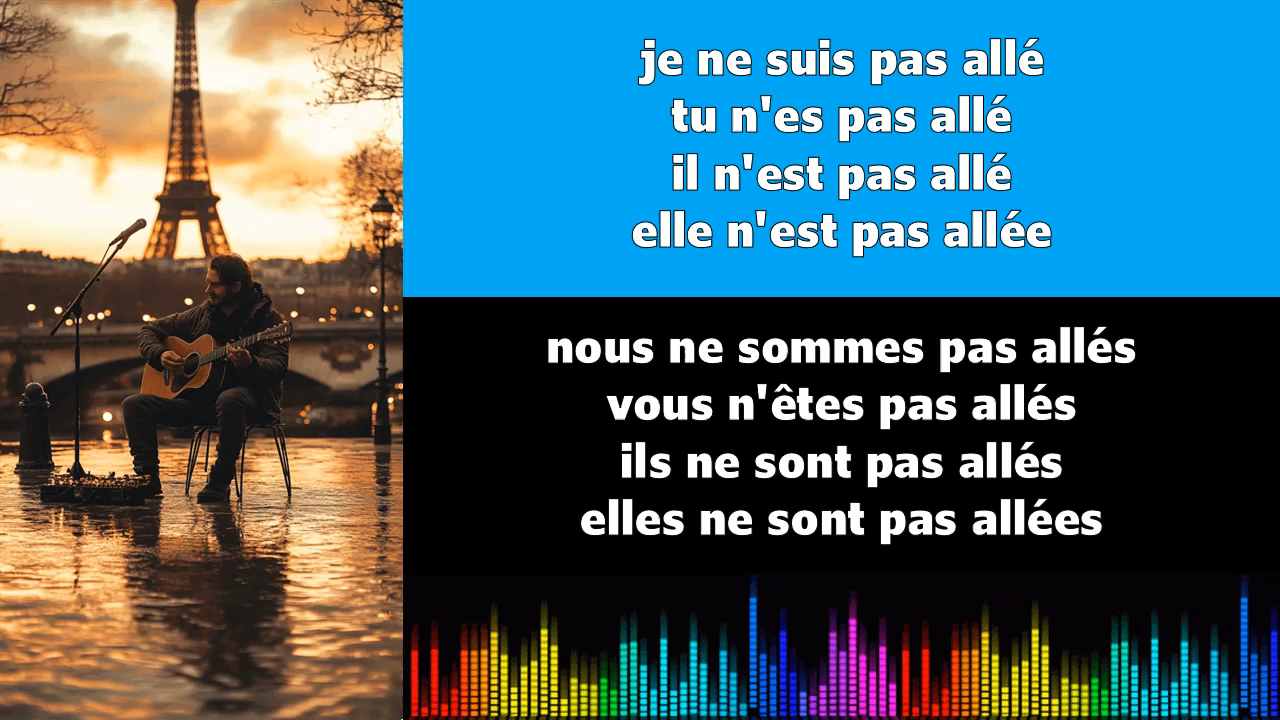 je ne suis pas allé
tu n'es pas allé
il n'est pas allé
elle n'est pas allée
nous ne sommes pas allés
vous n'êtes pas allés
ils ne sont pas allés
elles ne sont pas allées